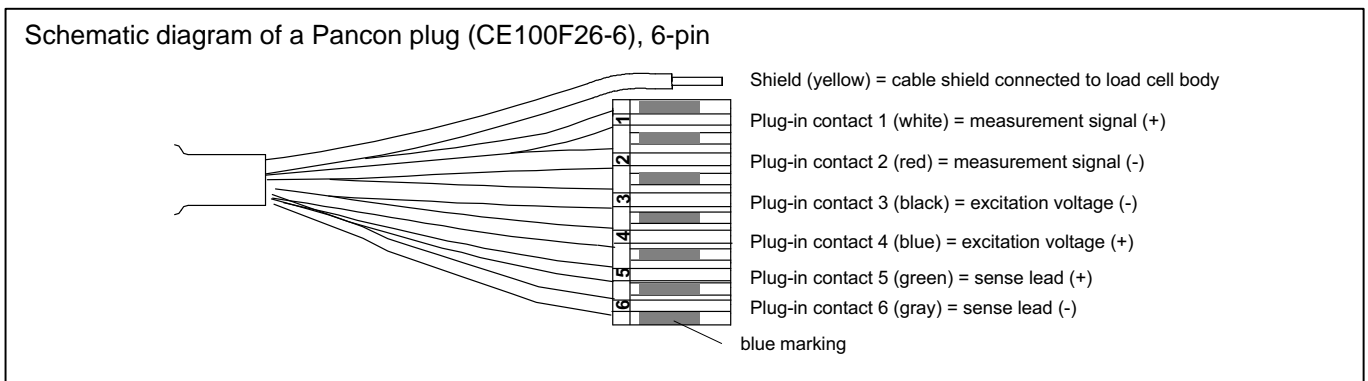 Schematic diagram of a Pancon plug (CE100F26-6), 6-pin
Shield (yellow) = cable shield connected to load cell body
1
Plug-in contact 1 (white) = measurement signal (+)
2
Plug-in contact 2 (red) = measurement signal (-)
3
Plug-in contact 3 (black) = excitation voltage (-)
4
Plug-in contact 4 (blue) = excitation voltage (+)
5
Plug-in contact 5 (green) = sense lead (+)
6
Plug-in contact 6 (gray) = sense lead (-)
blue marking